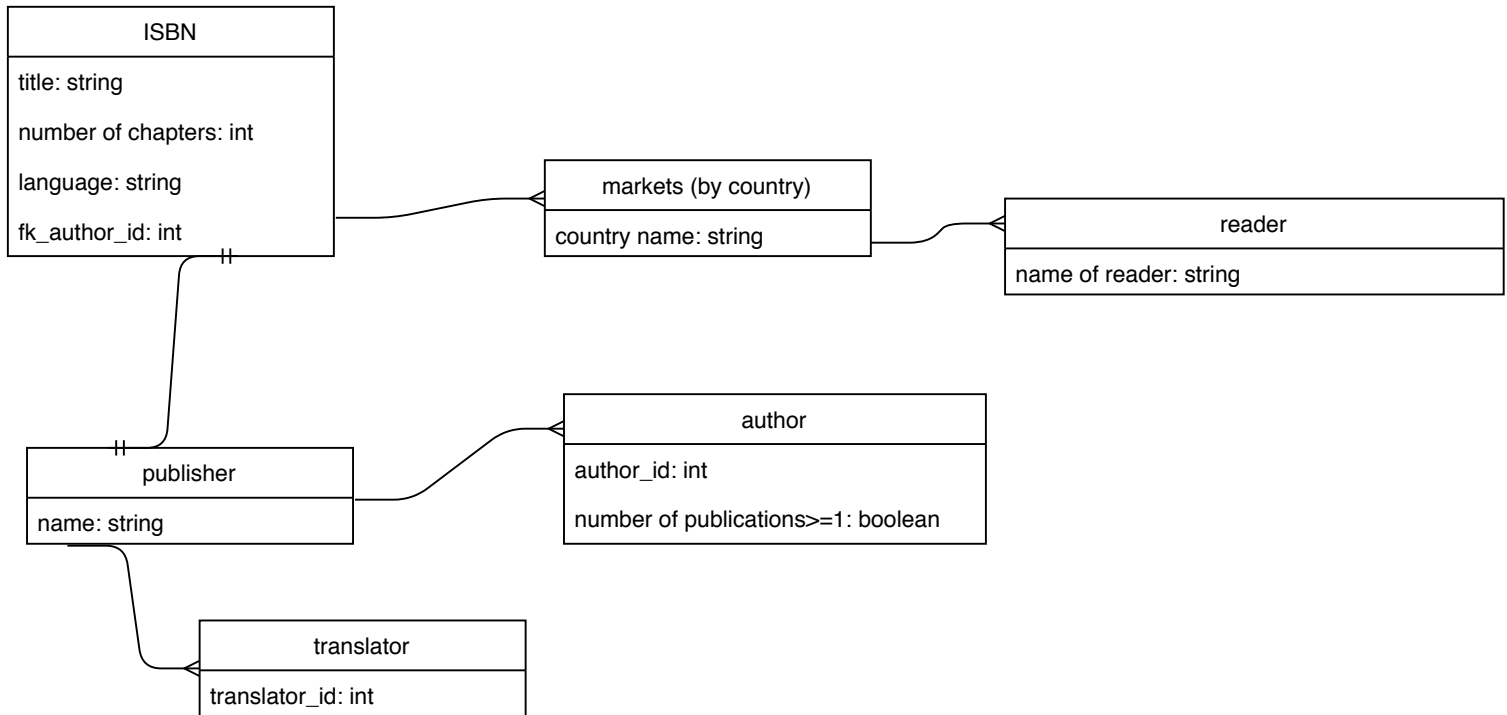 ISBN
title: string
number of chapters: int
language: string
fk_author_id: int
markets (by country)
country name: string
reader
name of reader: string
publisher
name: string
author
author_id: int
number of publications>=1: boolean
translator
translator_id: int